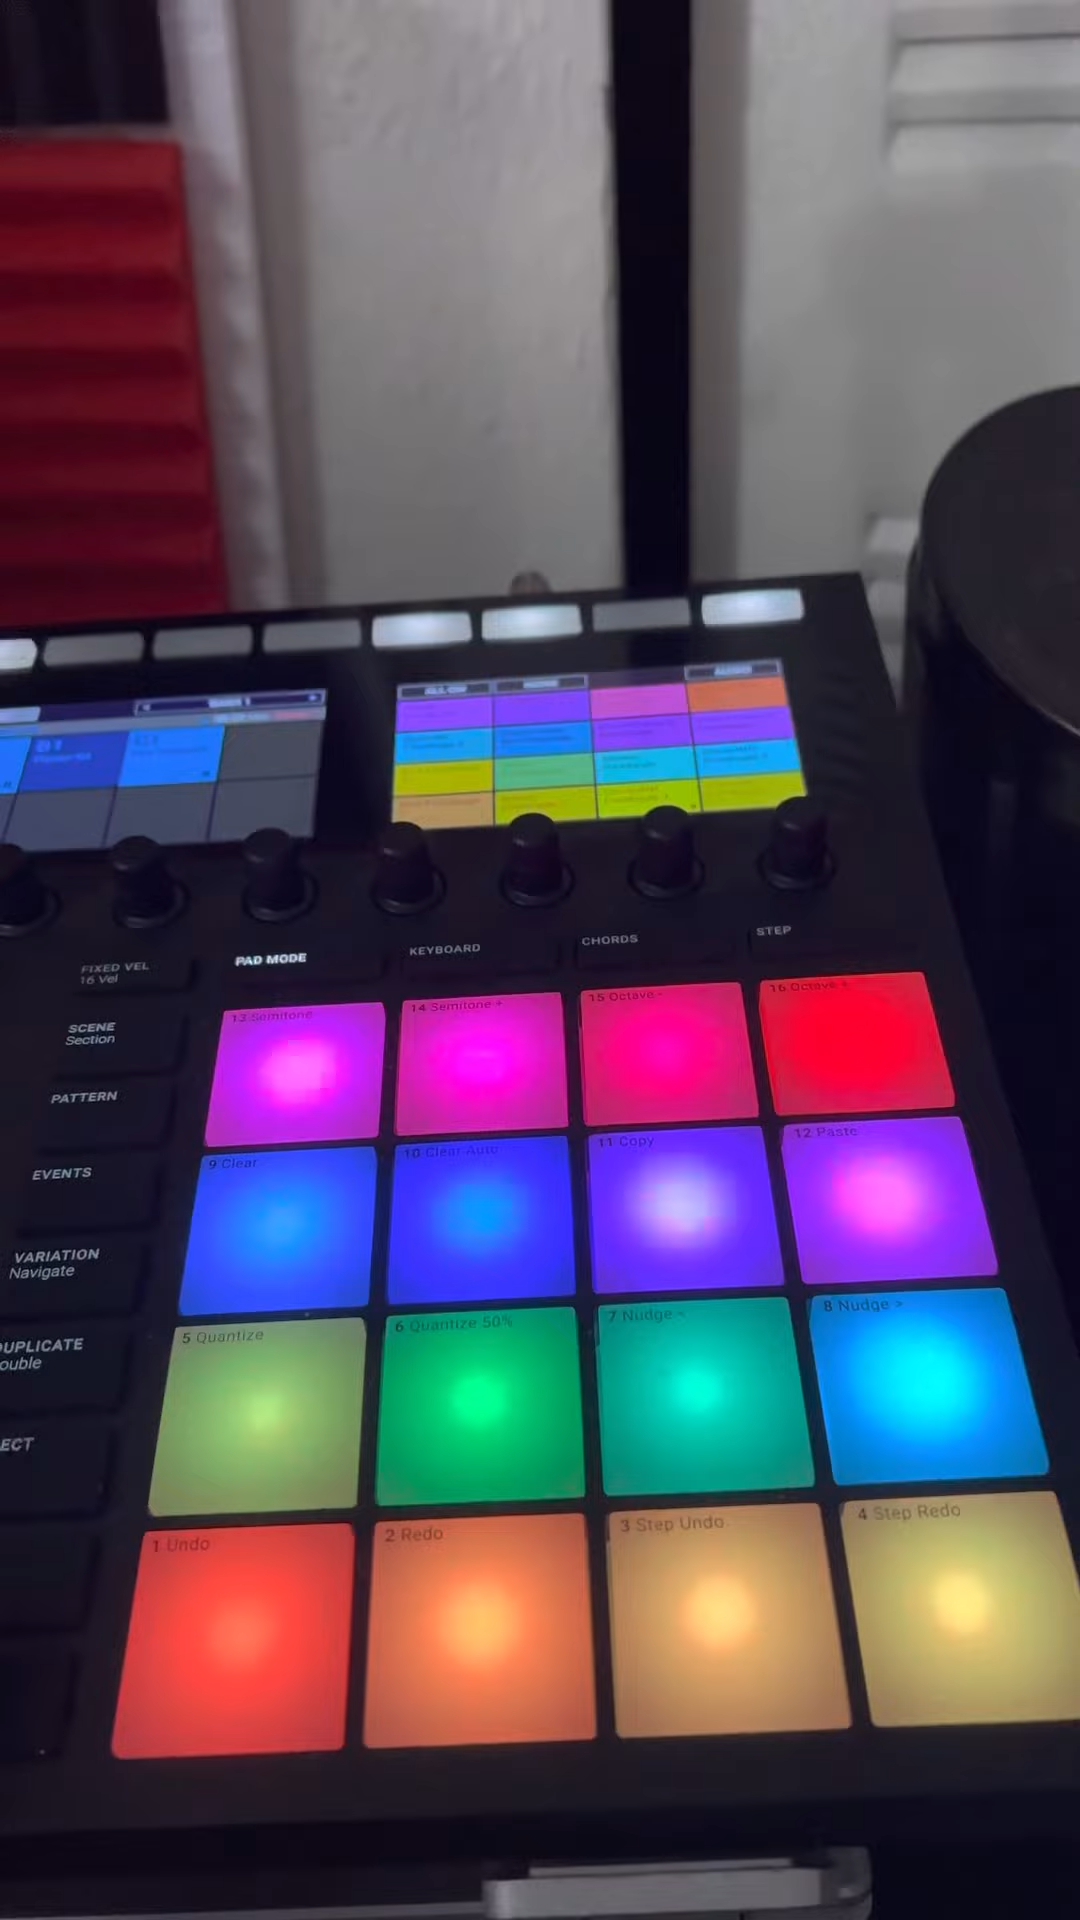 FIXED VEL
16 Vel
PAD MODE
KEYBOARD
CHORDS
STEP
SCENE
Section
PATTERN
EVENTS
VARIATION
Navigate
DUPLICATE
ouble
ECT
13 Semitone
14 Semitone +
15 Octave -
16 Octave +
9 Clear
10 Clear Auto
11 Copy
12 Paste
5 Quantize
6 Quantize 50%
7 Nudge <
8 Nudge >
1 Undo
2 Redo
3 Step Undo
4 Step Redo